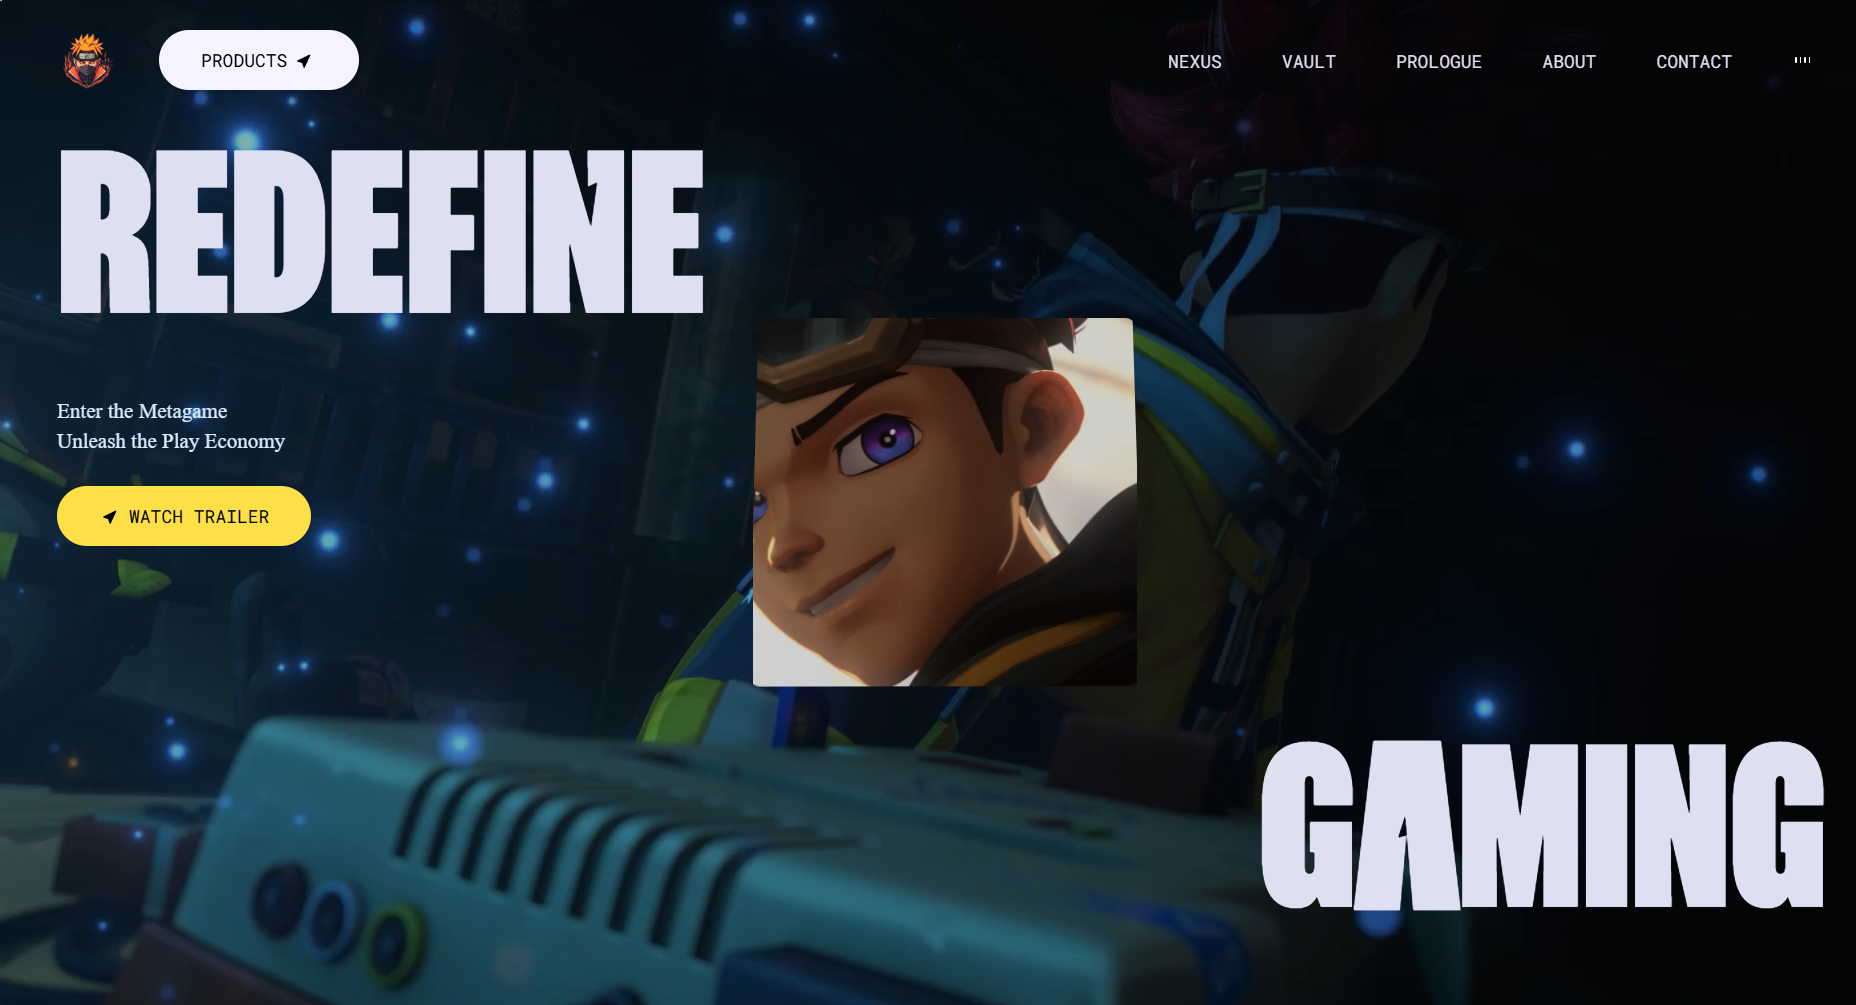 PRODUCTS
NEXUS
VAULT
PROLOGUE
ABOUT
CONTACT
REDEFINE
Enter the Metagame
Unleash the Play Economy
WATCH TRAILER
GAMING